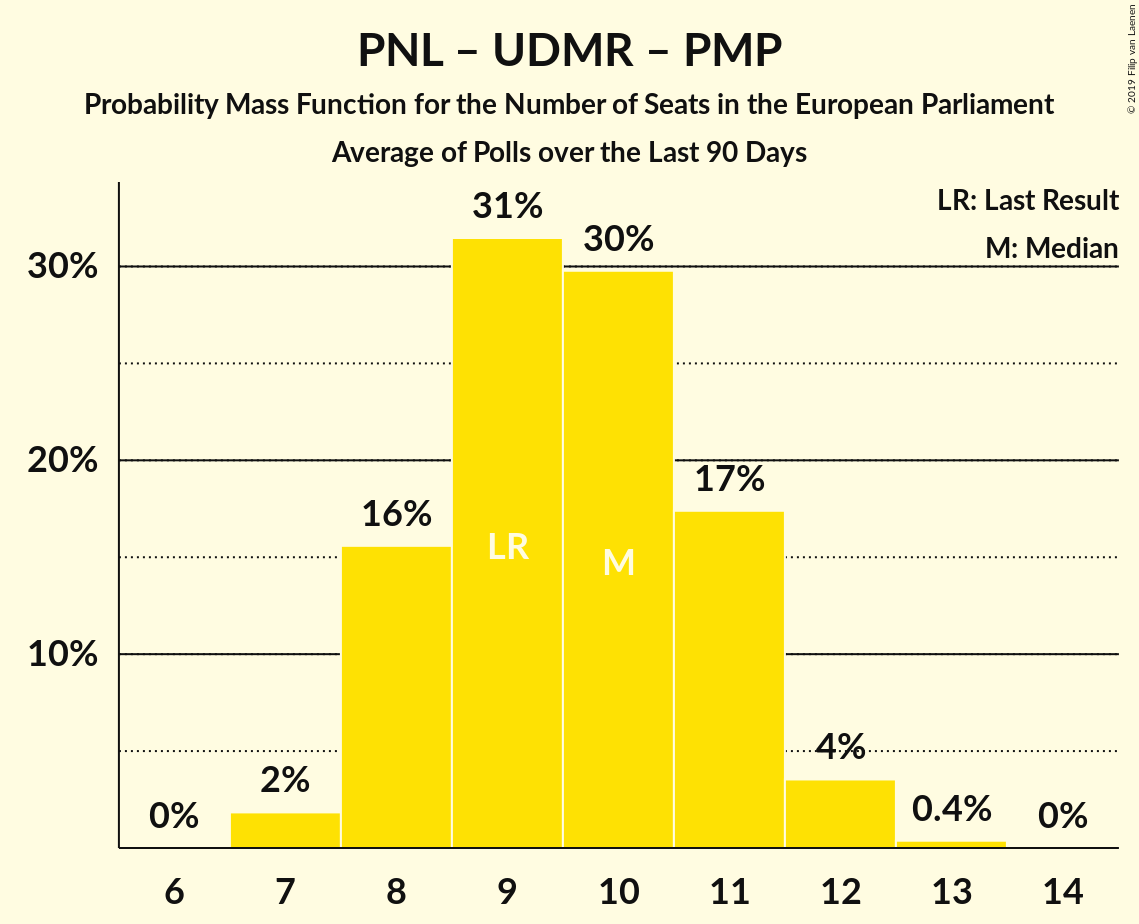 PNL – UDMR – PMP
Probability Mass Function for the Number of Seats in the European Parliament
Average of Polls over the Last 90 Days
© 2019 Filip van Laenen
LR: Last Result
M: Median
31%
30%
30%
20%
17%
16%
LR
M
10%
4%
2%
0%
0.4%
0%
6 7 8 9 10 11 12 13 14